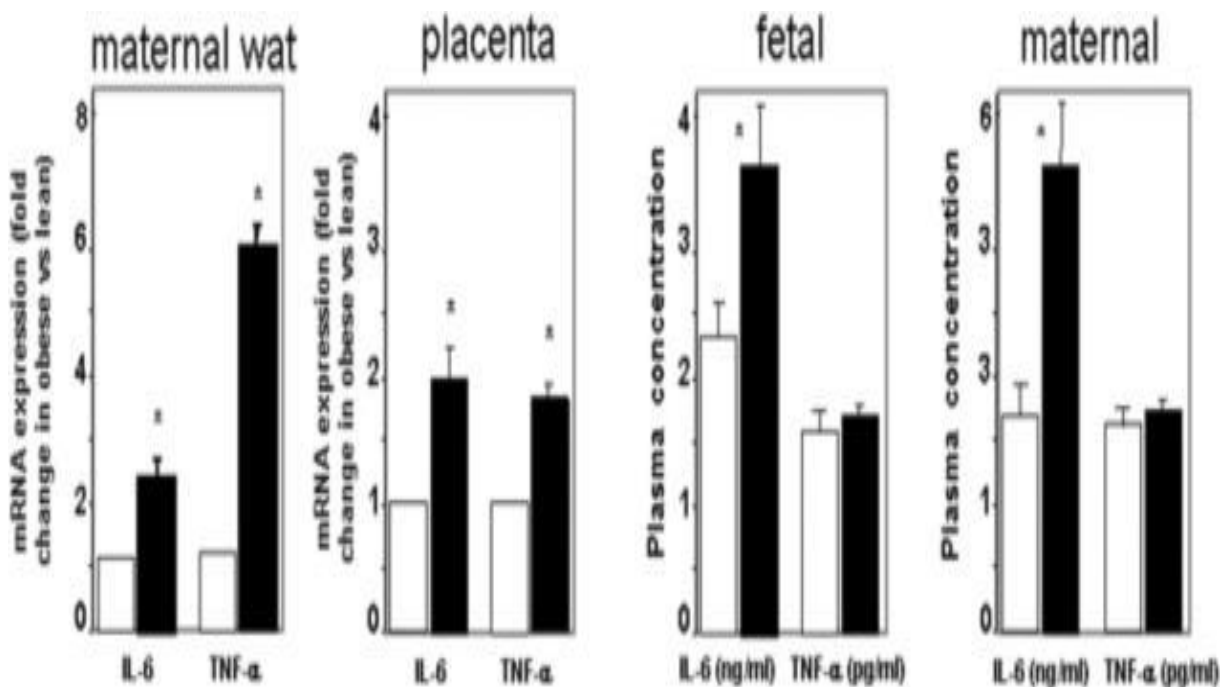 maternal wat
placenta
fetal
maternal
mRNA expression (fold
change in obese vs lean)
8
6
4
2
0
*
*
IL-6
TNF-α
mRNA expression (fold
change in obese vs lean)
4
3
2
1
0
*
*
IL-6
TNF-α
Plasma concentration
4
3
2
1
0
*
IL-6 (ng/ml)
TNF-α (pg/ml)
Plasma concentration
6
3
3
1
0
*
IL-6 (ng/ml)
TNF-α (pg/ml)